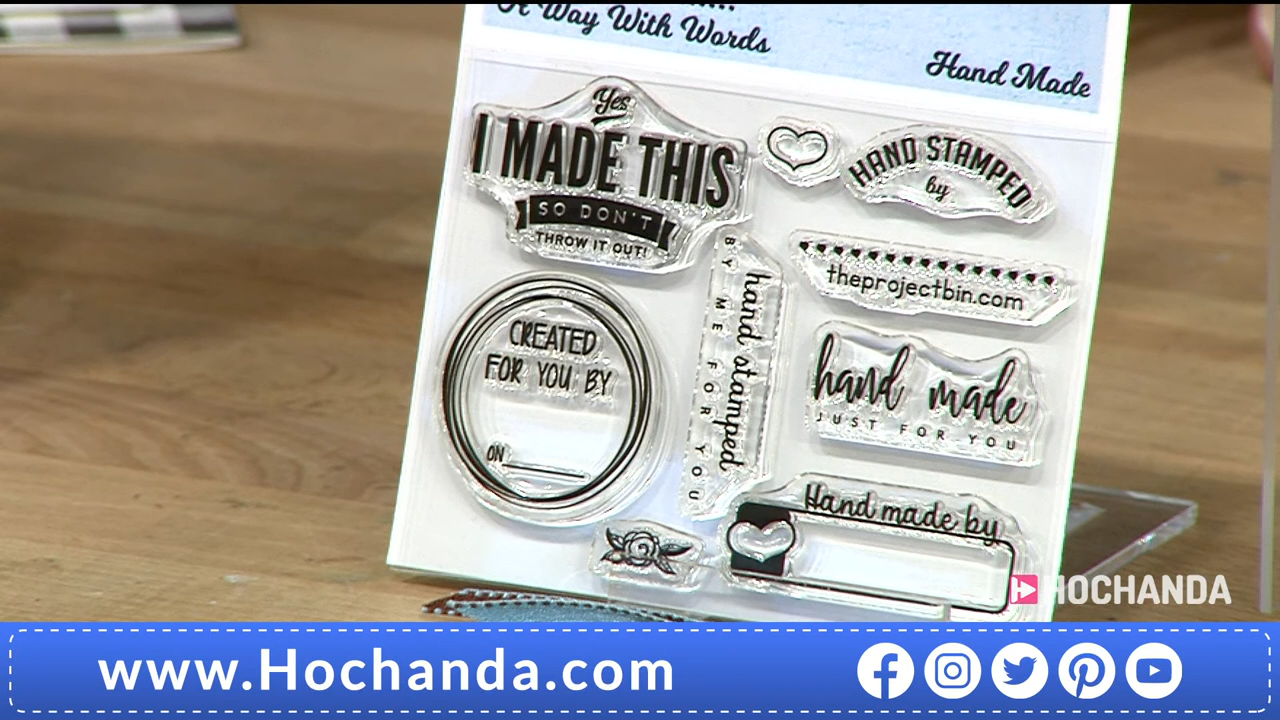 A Way With Words
Hand Made
Yes
I MADE THIS
SO DON'T
THROW IT OUT!
HAND STAMPED
by
theprojectbin.com
hand stamped
BY ME FOR YOU
CREATED
FOR YOU BY
ON
hand made
JUST FOR YOU
Hand made by
HOCHANDA
www.Hochanda.com